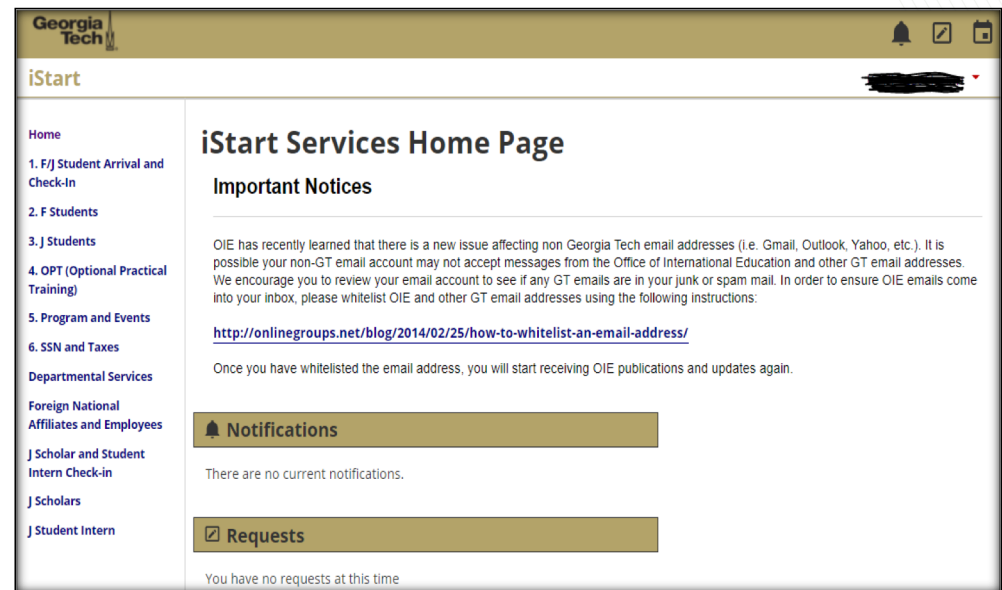 Georgia
Tech
iStart
Home
1. F/J Student Arrival and
Check-In
2. F Students
3. J Students
4. OPT (Optional Practical
Training)
5. Program and Events
6. SSN and Taxes
Departmental Services
Foreign National
Affiliates and Employees
J Scholar and Student
Intern Check-in
J Scholars
J Student Intern
iStart Services Home Page
Important Notices
OIE has recently learned that there is a new issue affecting non Georgia Tech email addresses (i.e. Gmail, Outlook, Yahoo, etc.). It is
possible your non-GT email account may not accept messages from the Office of International Education and other GT email addresses.
We encourage you to review your email account to see if any GT emails are in your junk or spam mail. In order to ensure OIE emails come
into your inbox, please whitelist OIE and other GT email addresses using the following instructions:
http://onlinegroups.net/blog/2014/02/25/how-to-whitelist-an-email-address/
Once you have whitelisted the email address, you will start receiving OIE publications and updates again.
Notifications
There are no current notifications.
Requests
You have no requests at this time